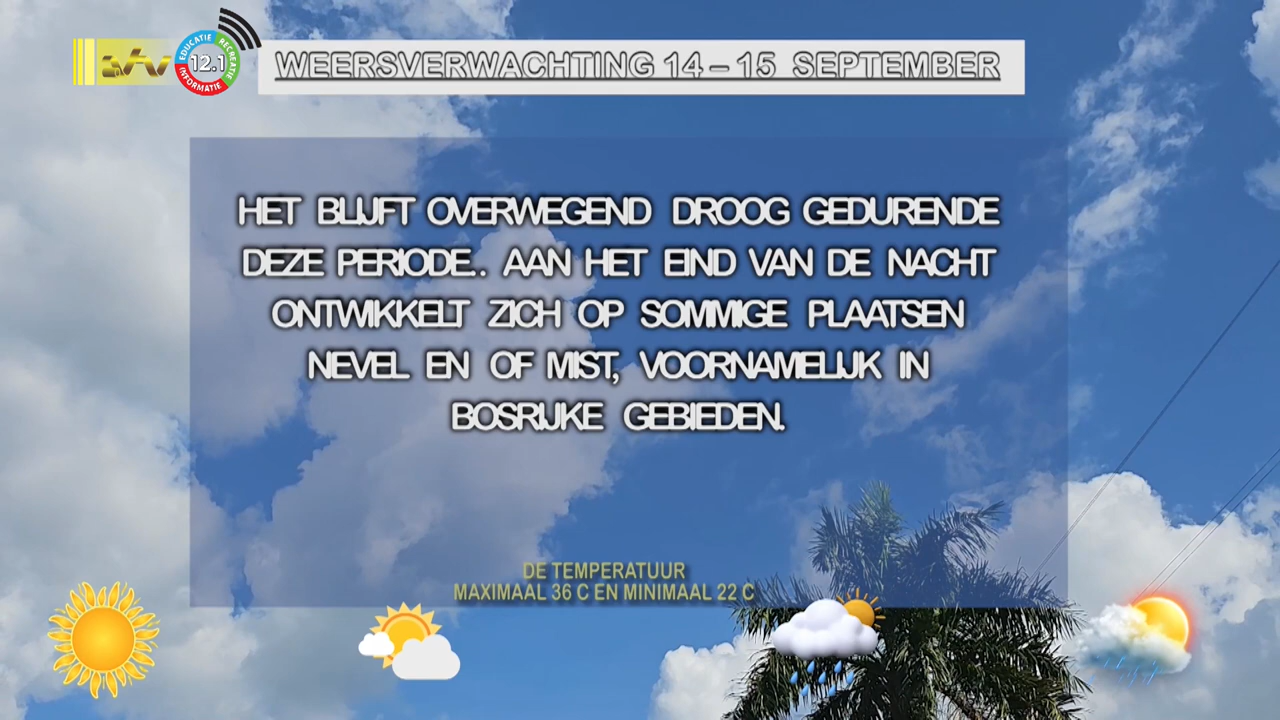 EDUCATIE
RECREATIE
INFORMATIE
12.1
WEERSVERWACHTING 14 – 15 SEPTEMBER
HET BLIJFT OVERWEGEND DROOG GEDURENDE
DEZE PERIODE.. AAN HET EIND VAN DE NACHT
ONTWIKKELT ZICH OP SOMMIGE PLAATSEN
NEVEL EN OF MIST, VOORNAMELIJK IN
BOSRIJKE GEBIEDEN.
DE TEMPERATUUR
MAXIMAAL 36 C EN MINIMAAL 22 C